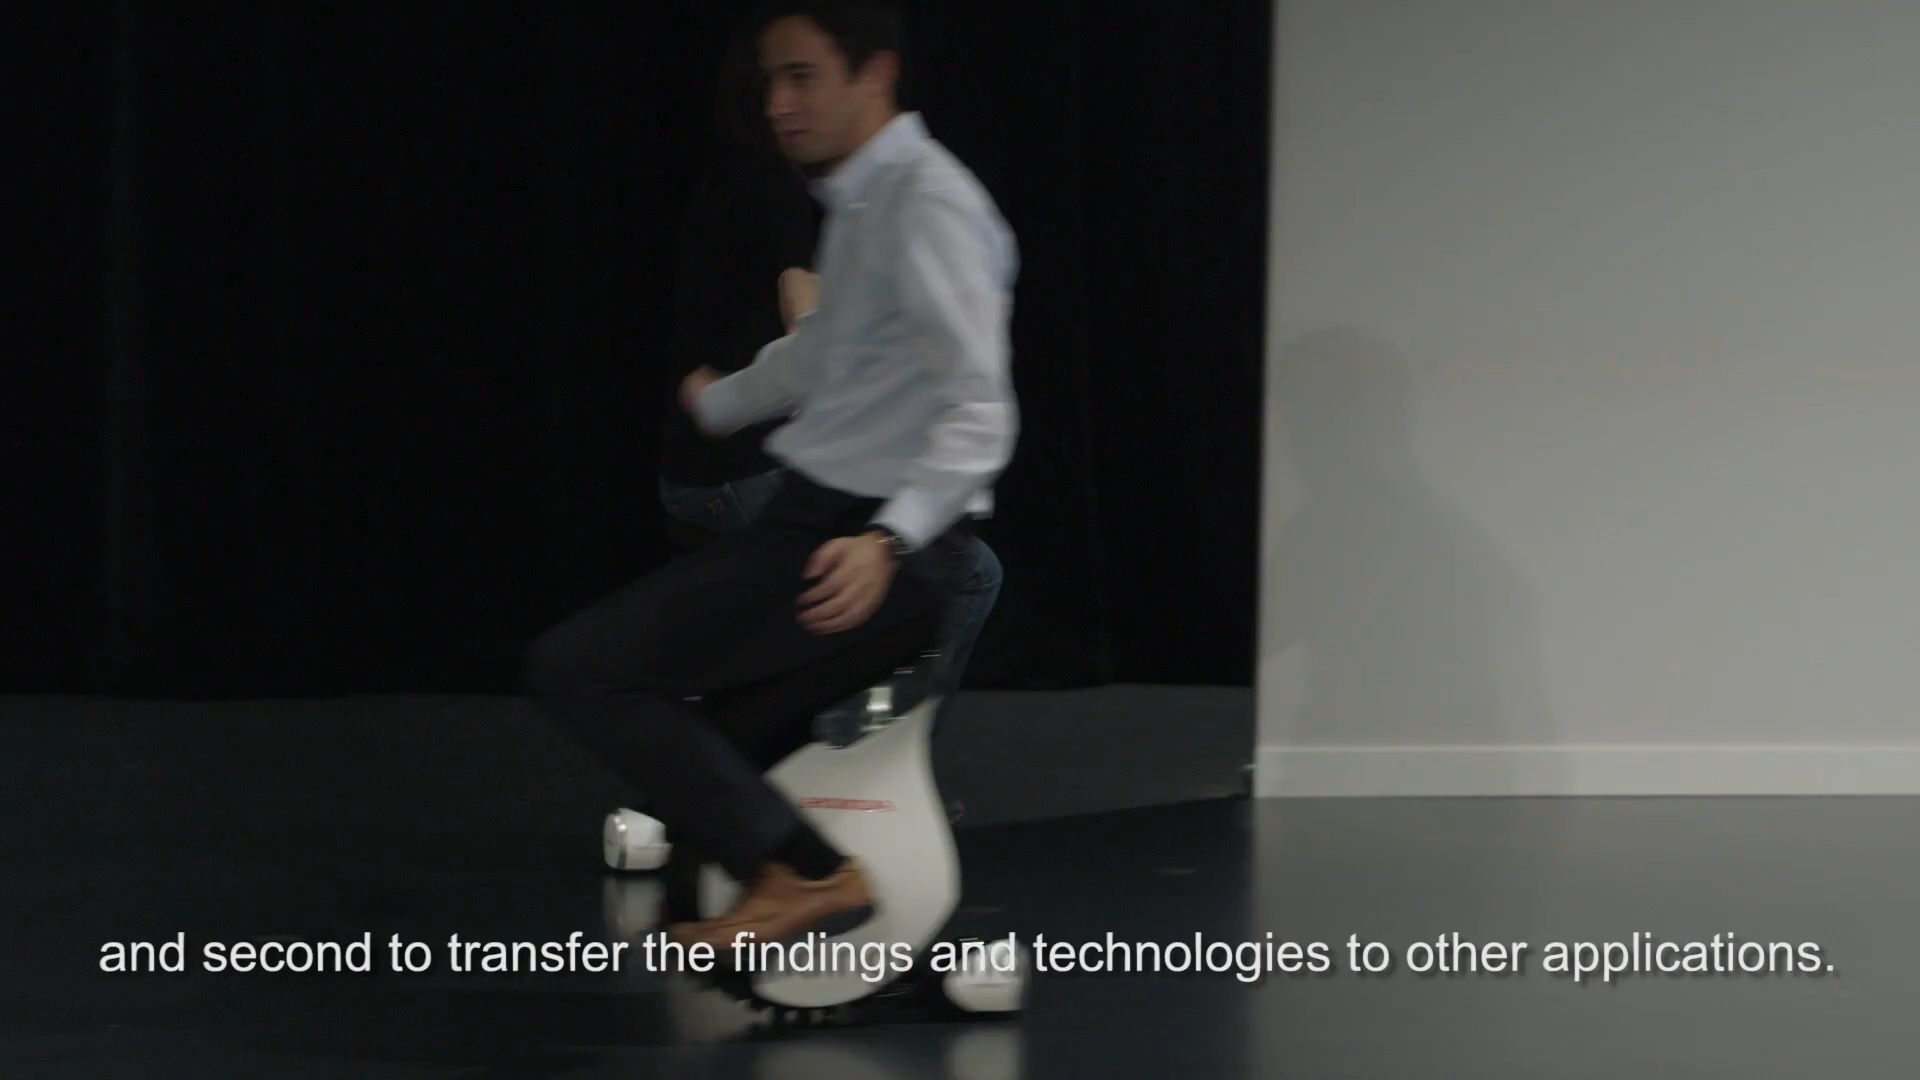 and second to transfer the findings and technologies to other applications.